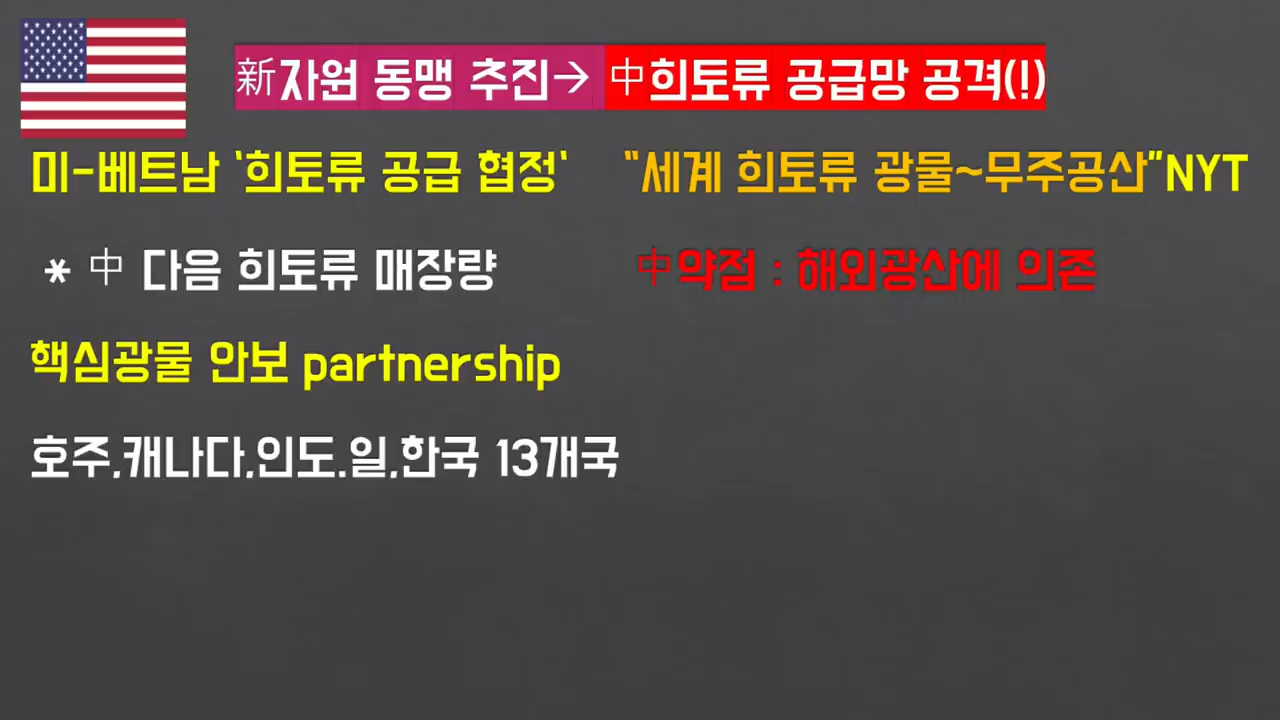 新자원 동맹 추진→ 中희토류 공급망 공격(!)
미-베트남 '희토류 공급 협정'
"세계 희토류 광물~무주공산"NYT
* 中 다음 희토류 매장량
中약점 : 해외광산에 의존
핵심광물 안보 partnership
호주,캐나다,인도.일,한국 13개국